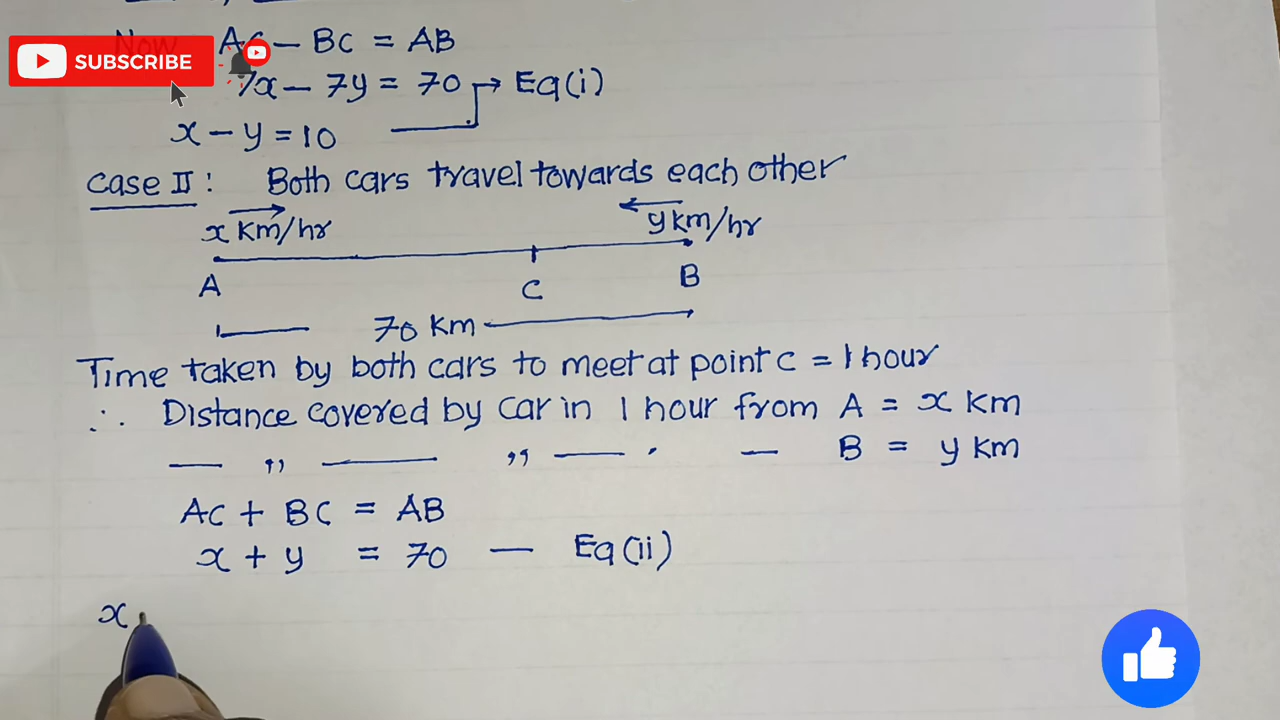 Now AC - BC = AB
SUBSCRIBE
7x - 7y = 70 → Eq(i)
x - y = 10
Case II : Both cars travel towards each other
x Km/hr y Km/hr
A C B
70 Km
Time taken by both cars to meet at point C = 1 hour
∴ Distance covered by car in 1 hour from A = x Km
— ,, — ,, — . — B = y Km
AC + BC = AB
x + y = 70 — Eq(ii)
x